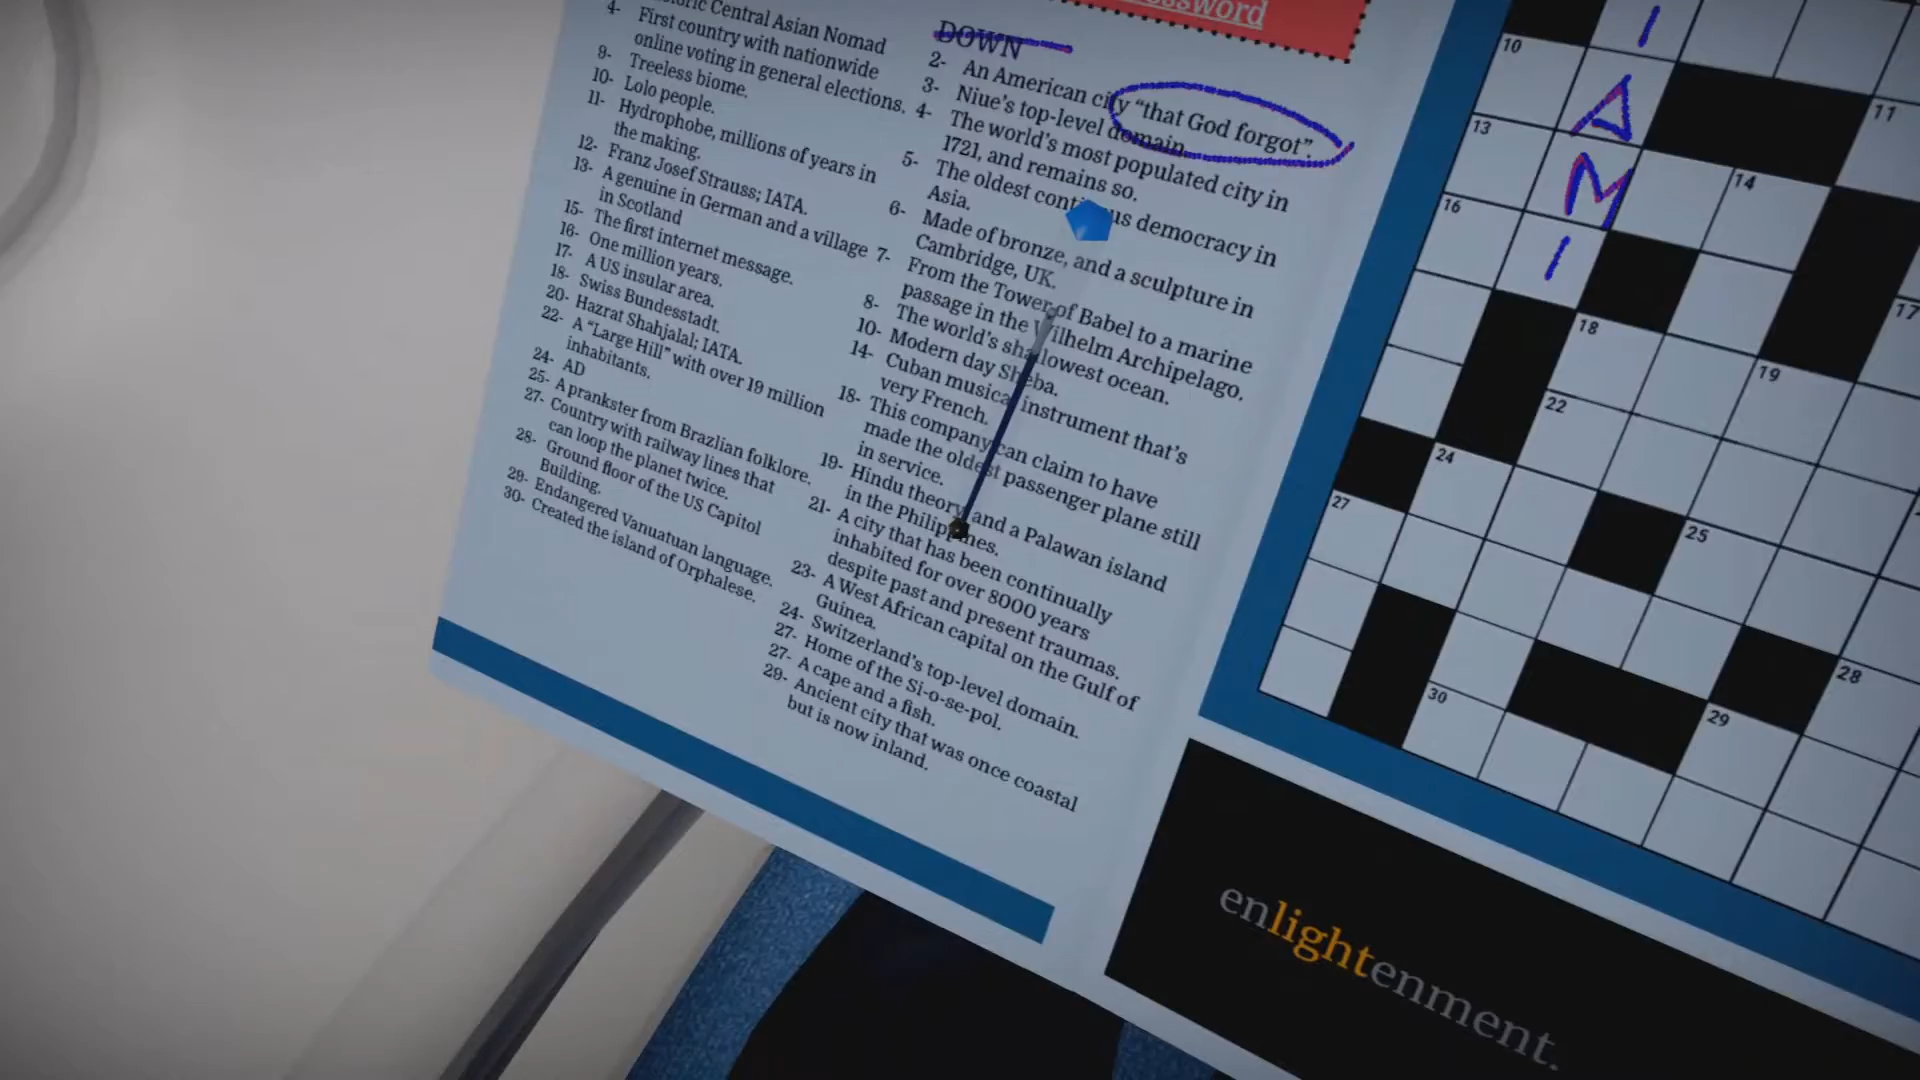 Central Asian Nomad
4- First country with nationwide
online voting in general elections.
9- Treeless biome.
10- Lolo people.
11- Hydrophobe, millions of years in
the making.
12- Franz Josef Strauss; IATA.
13- A genuine in German and a village
in Scotland
15- The first internet message.
16- One million years.
17- A US insular area.
18- Swiss Bundesstadt.
20- Hazrat Shahjalal; IATA.
22- A “Large Hill” with over 19 million
inhabitants.
24- AD
25- A prankster from Brazlian folklore.
27- Country with railway lines that
can loop the planet twice.
28- Ground floor of the US Capitol
Building.
29- Endangered Vanuatuan language.
30- Created the island of Orphalese.
DOWN
2- An American city “that God forgot”.
3- Niue’s top-level domain.
4- The world’s most populated city in
1721, and remains so.
5- The oldest democracy in
Asia.
6- Made of bronze, and a sculpture in
Cambridge, UK.
7- From the Tower of Babel to a marine
passage in the Wilhelm Archipelago.
8- The world’s shallowest ocean.
10- Modern day Sheba.
14- Cuban musical instrument that’s
very French.
18- This company can claim to have
made the oldest passenger plane still
in service.
19- Hindu theory, and a Palawan island
in the Philippines.
21- A city that has been continually
inhabited for over 8000 years
despite past and present traumas.
23- A West African capital on the Gulf of
Guinea.
24- Switzerland’s top-level domain.
27- Home of the Si-o-se-pol.
27- A cape and a fish.
29- Ancient city that was once coastal
but is now inland.
I
10 A 11
13 M 14
16 I
17
18 19
22
24
27 25
28
30 29
enlightenment.